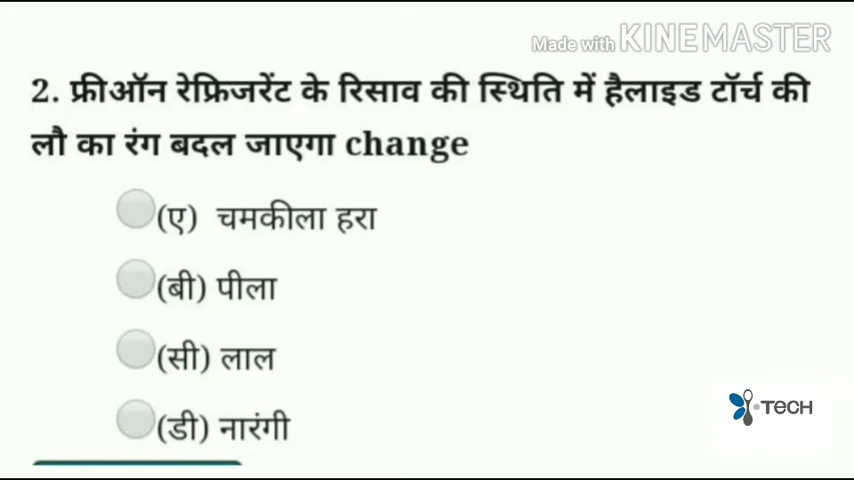 Made with KINEMASTER
2. फ्रीऑन रेफ्रिजरेंट के रिसाव की स्थिति में हैलाइड टॉर्च की
लौ का रंग बदल जाएगा change
(ए) चमकीला हरा
(बी) पीला
(सी) लाल
(डी) नारंगी
TECH